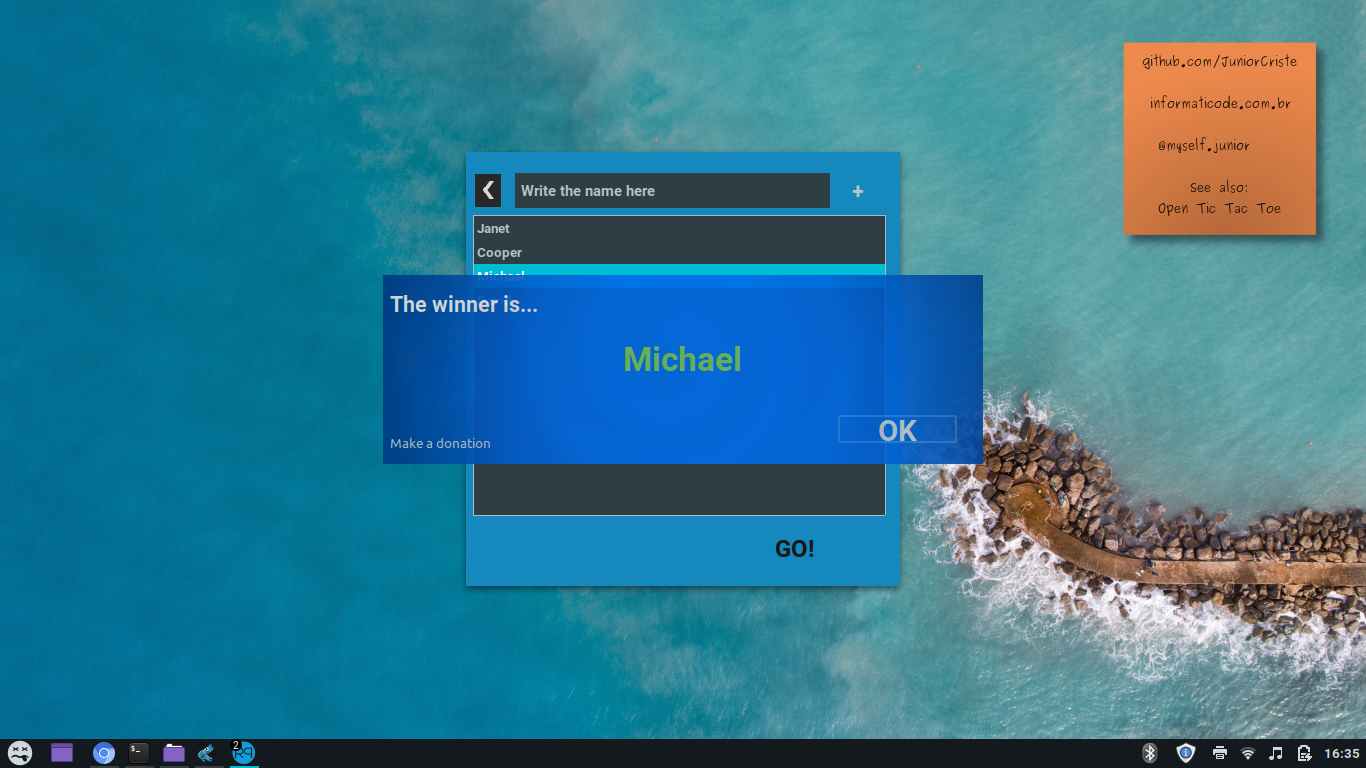 github.com/JuniorCriste
informaticode.com.br
@myself.junior
See also:
Open Tic Tac Toe
❮
Write the name here
+
Janet
Cooper
Michael
The winner is...
Michael
OK
Make a donation
GO!
$_
2
16:35